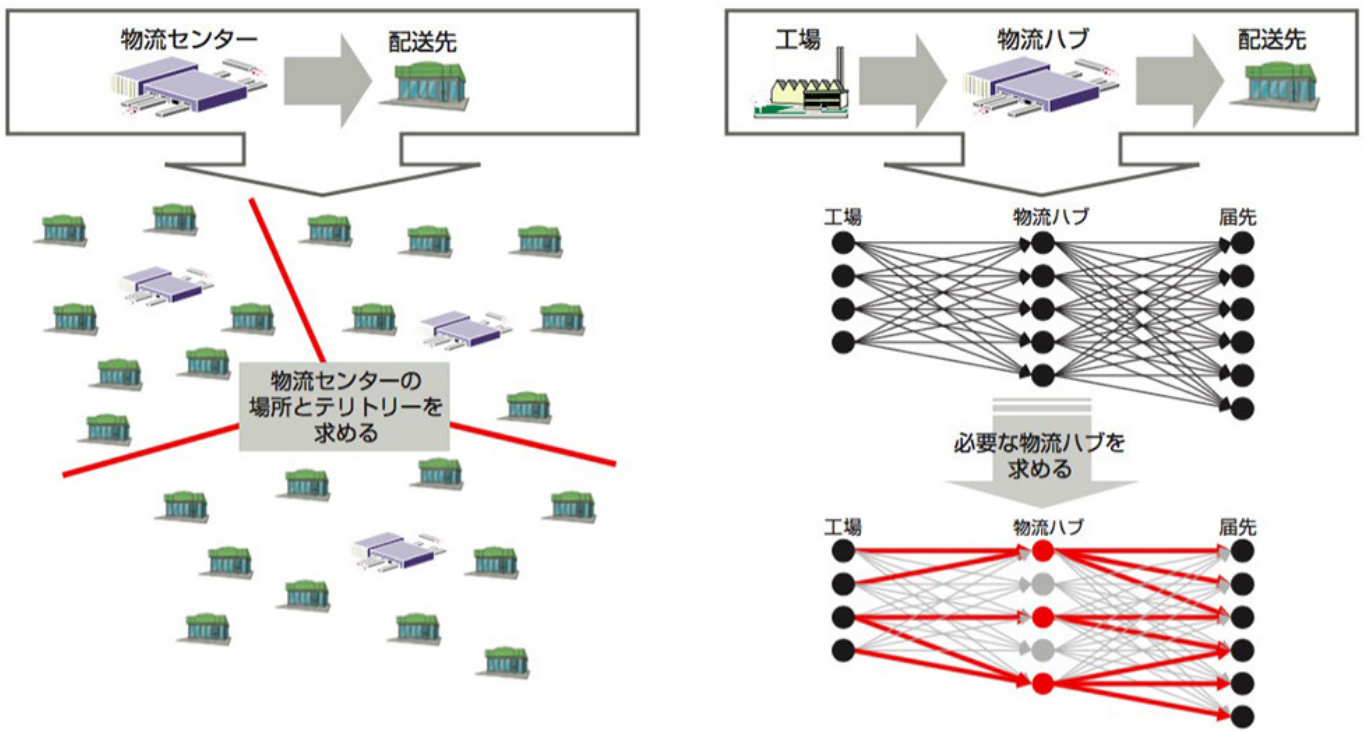 物流センター
配送先
物流センターの
場所とテリトリーを
求める
工場
物流ハブ
配送先
工場
物流ハブ
届先
必要な物流ハブを
求める
工場
物流ハブ
届先